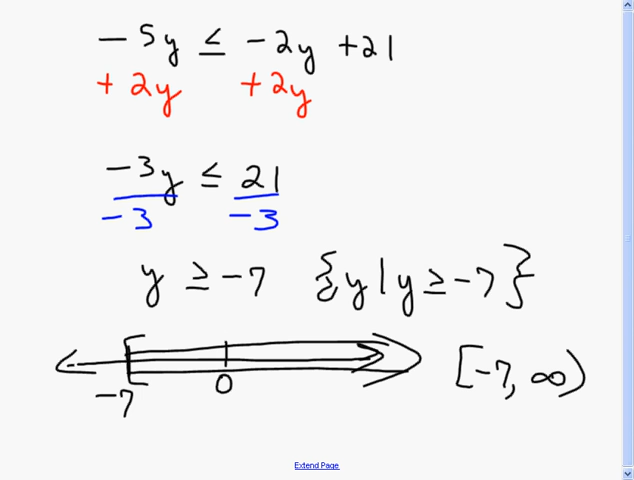 -5y ≤ -2y +21
+2y +2y
-3y ≤ 21
-3 -3
y ≥ -7 {y | y ≥ -7}
-7 0 [-7, ∞)
Extend Page